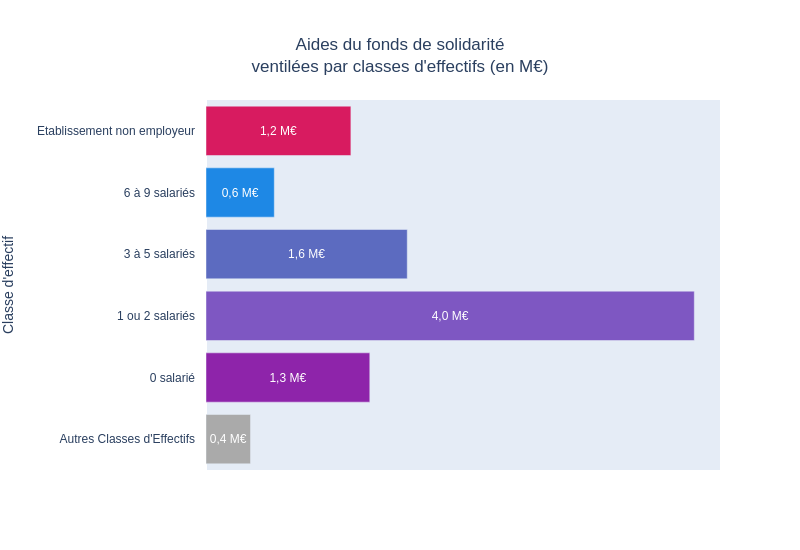 Aides du fonds de solidarité
ventilées par classes d'effectifs (en M€)
Classe d'effectif
Etablissement non employeur
1,2 M€
6 à 9 salariés
0,6 M€
3 à 5 salariés
1,6 M€
1 ou 2 salariés
4,0 M€
0 salarié
1,3 M€
Autres Classes d'Effectifs
0,4 M€